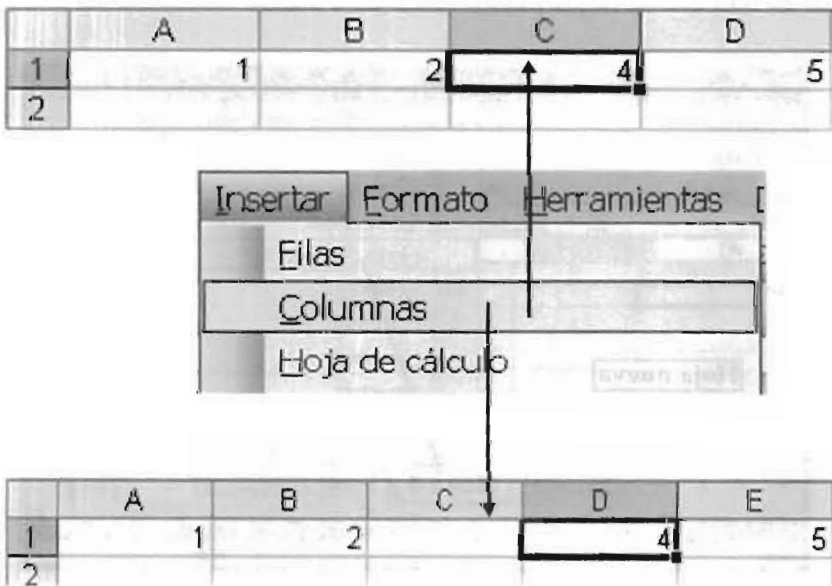 A B C D
1 1 2 4 5
2
Insertar Formato Herramientas
Filas
Columnas
Hoja de cálculo
A B C D E
1 1 2 4 5
2